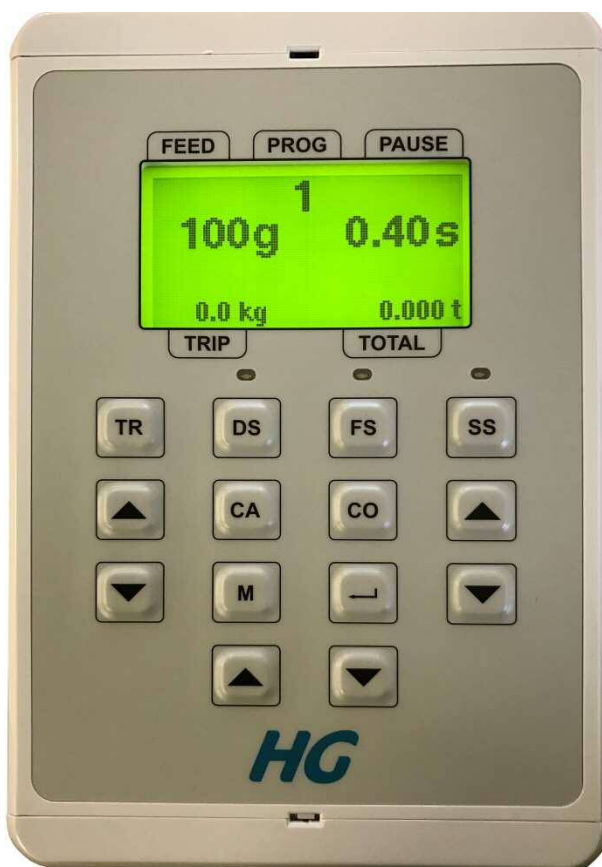 FEED PROG PAUSE
1
100g 0.40s
0.0 kg 0.000 t
TRIP TOTAL
TR DS FS SS
CA CO
M
HG